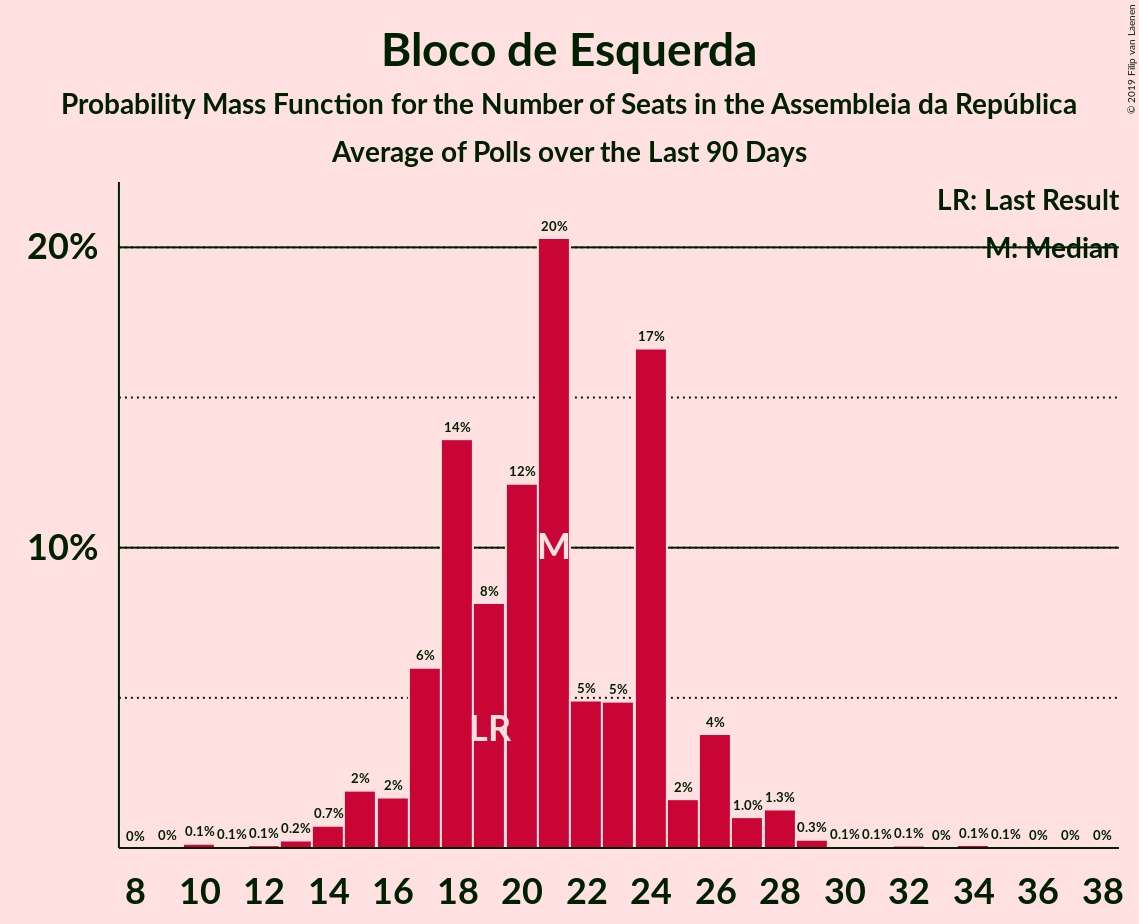 Bloco de Esquerda
Probability Mass Function for the Number of Seats in the Assembleia da República
Average of Polls over the Last 90 Days
© 2019 Filip van Laenen
LR: Last Result
M: Median
20%
10%
0% 0% 0.1% 0.1% 0.1% 0.2% 0.7% 2% 2% 6% 14% 8% 12% 20% 5% 5% 17% 2% 4% 1.0% 1.3% 0.3% 0.1% 0.1% 0.1% 0% 0.1% 0.1% 0% 0% 0%
M
LR
8 10 12 14 16 18 20 22 24 26 28 30 32 34 36 38